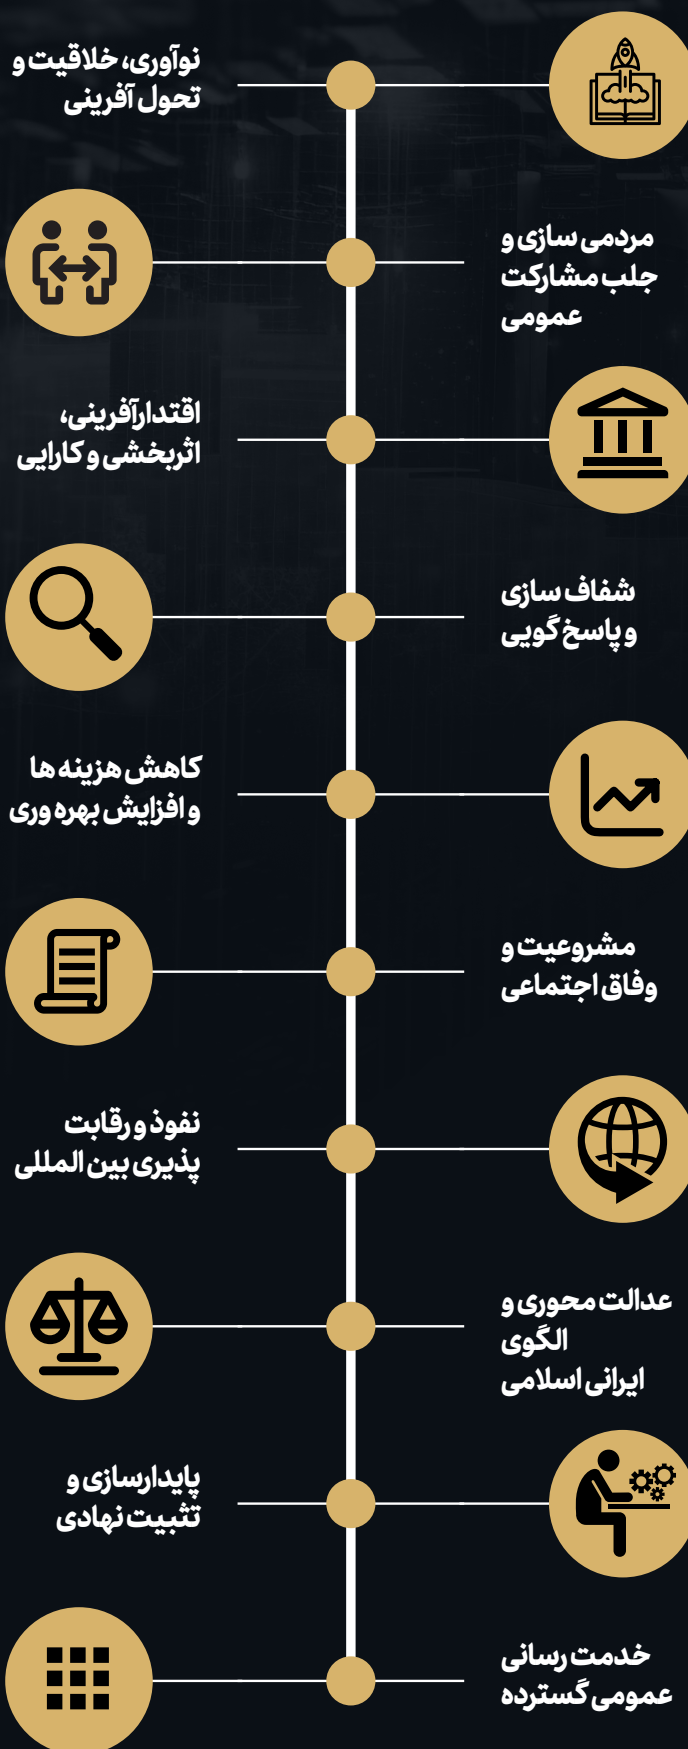 نوآوری، خلاقیت و
تحول آفرینی
مردمی سازی و
جلب مشارکت
عمومی
اقتدارآفرینی،
اثربخشی و کارایی
شفاف سازی
و پاسخ گویی
کاهش هزینه ها
و افزایش بهره وری
مشروعیت و
وفاق اجتماعی
نفوذ و رقابت
پذیری بین المللی
عدالت محوری و
الگوی
ایرانی اسلامی
پایدارسازی و
تثبیت نهادی
خدمت رسانی
عمومی گسترده